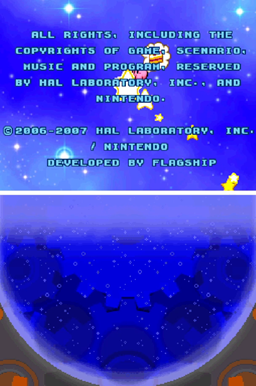 ALL RIGHTS, INCLUDING THE
COPYRIGHTS OF GAME, SCENARIO,
MUSIC AND PROGRAM, RESERVED
BY HAL LABORATORY, INC., AND
NINTENDO.
©2006-2007 HAL LABORATORY, INC.
/ NINTENDO
DEVELOPED BY FLAGSHIP